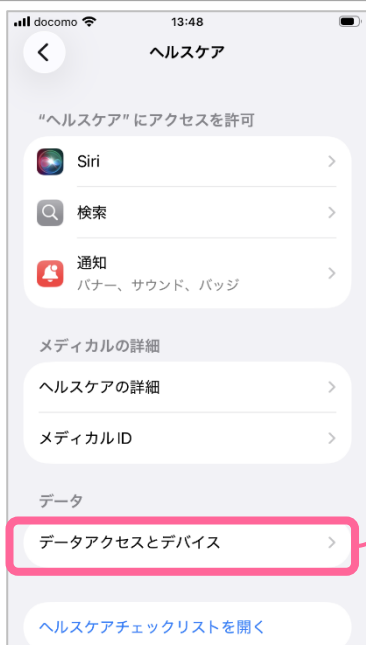 docomo 13:48
ヘルスケア
“ヘルスケア” にアクセスを許可
Siri
検索
通知
バナー、サウンド、バッジ
メディカルの詳細
ヘルスケアの詳細
メディカルID
データ
データアクセスとデバイス
ヘルスケアチェックリストを開く